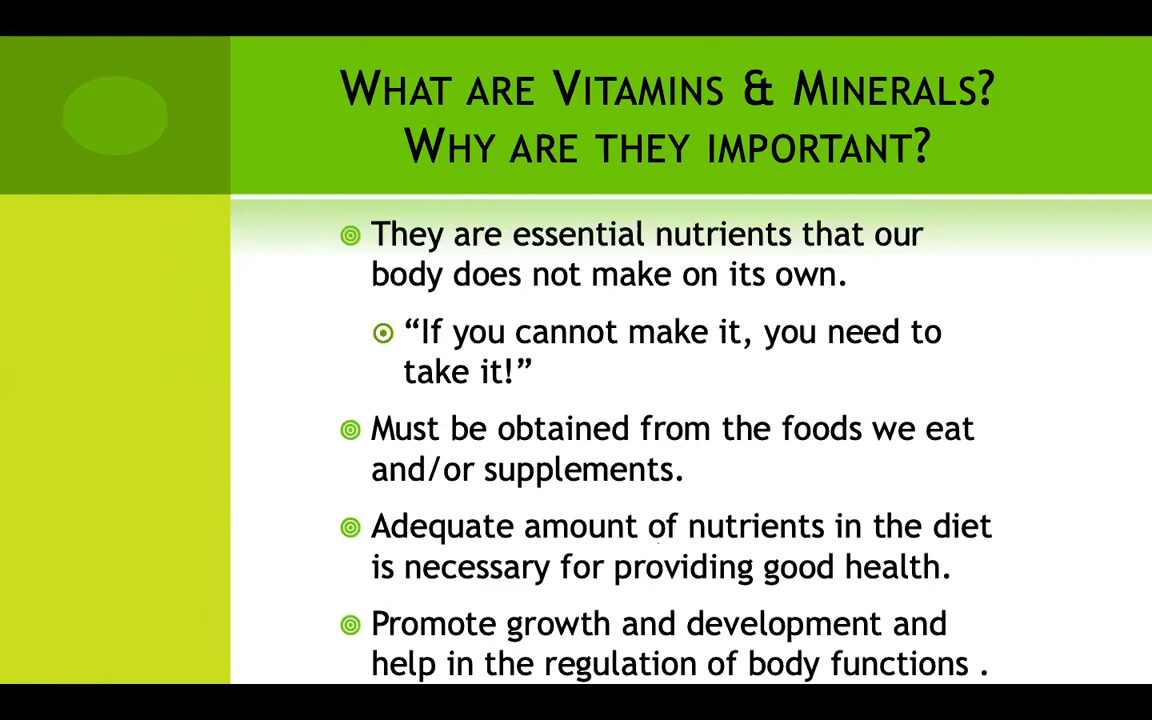 What are Vitamins & Minerals?
Why are they important?
They are essential nutrients that our
body does not make on its own.
“If you cannot make it, you need to
take it!”
Must be obtained from the foods we eat
and/or supplements.
Adequate amount of nutrients in the diet
is necessary for providing good health.
Promote growth and development and
help in the regulation of body functions .